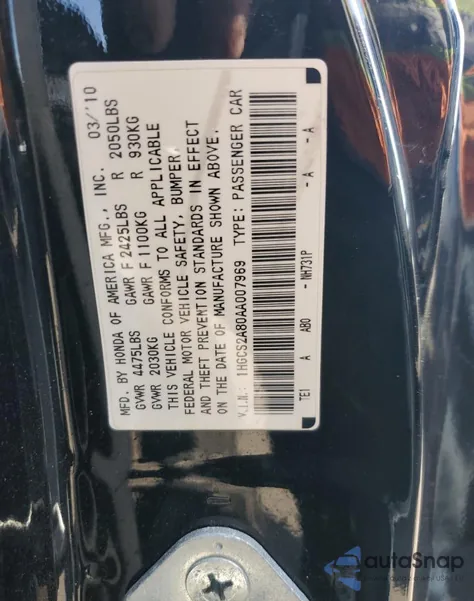 MFD. BY HONDA OF AMERICA MFG., INC. 03/'10
GVWR 4475LBS GAWR F 2425LBS R 2050LBS
GVWR 2030KG GAWR F 1100KG R 930KG
THIS VEHICLE CONFORMS TO ALL APPLICABLE
FEDERAL MOTOR VEHICLE SAFETY, BUMPER,
AND THEFT PREVENTION STANDARDS IN EFFECT
ON THE DATE OF MANUFACTURE SHOWN ABOVE.
V.I.N.: 1HGCS2A80AA007969 TYPE: PASSENGER CAR
TE1 A AB0 - NH731P - A - A
autoSnap